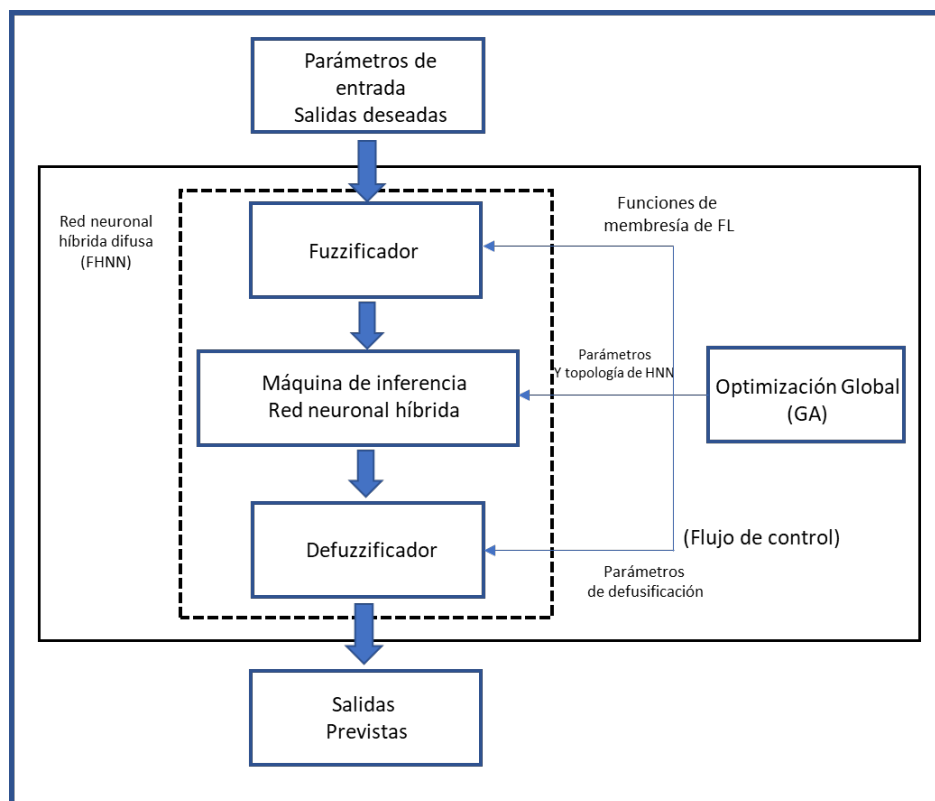 Parámetros de
entrada
Salidas deseadas
Red neuronal
híbrida difusa
(FHNN)
Funciones de
membresía de FL
Fuzzificador
Parámetros
Y topología de HNN
Máquina de inferencia
Red neuronal híbrida
Optimización Global
(GA)
Defuzzificador
(Flujo de control)
Parámetros
de defusificación
Salidas
Previstas